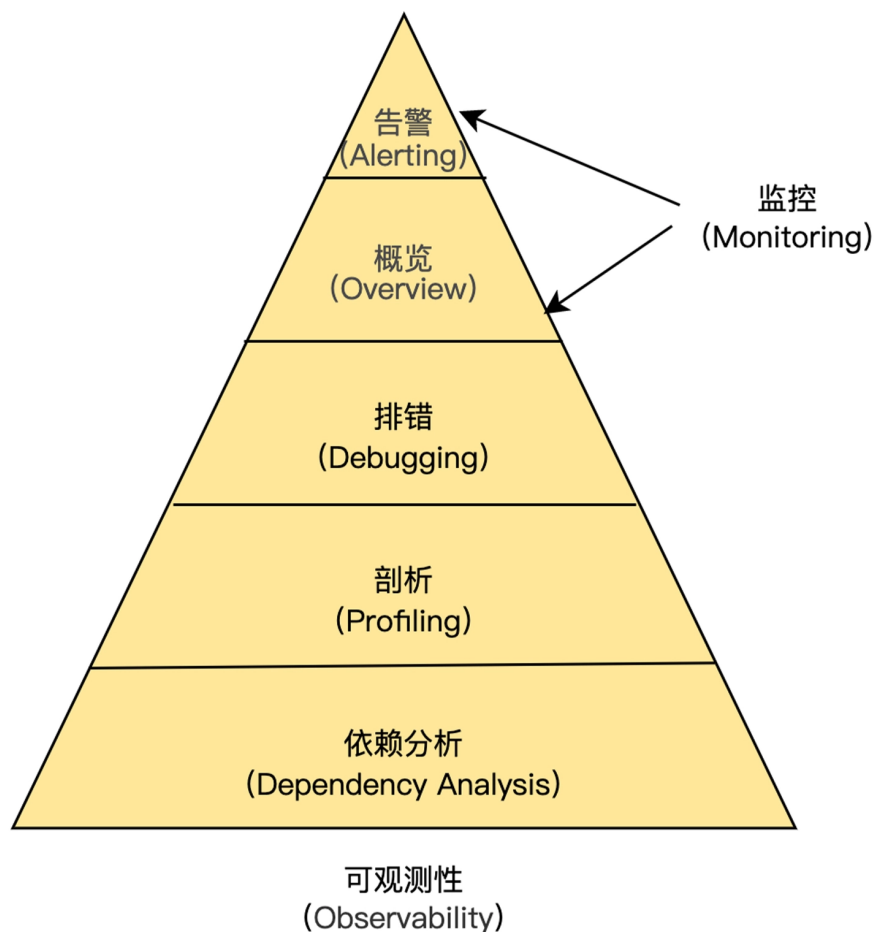 告警
(Alerting)
监控
(Monitoring)
概览
(Overview)
排错
(Debugging)
剖析
(Profiling)
依赖分析
(Dependency Analysis)
可观测性
(Observability)